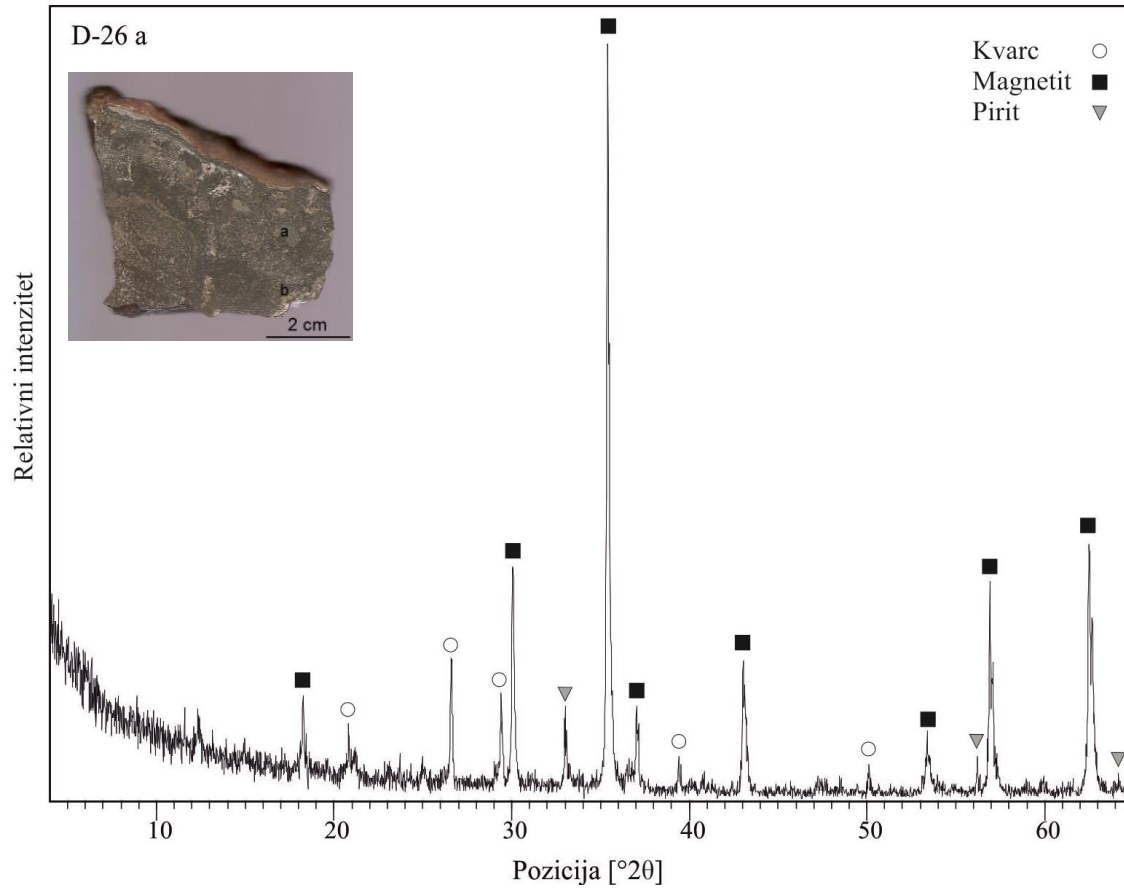 D-26 a
Kvarc
Magnetit
Pirit
a
b
2 cm
Relativni intenzitet
10 20 30 40 50 60
Pozicija [°2θ]